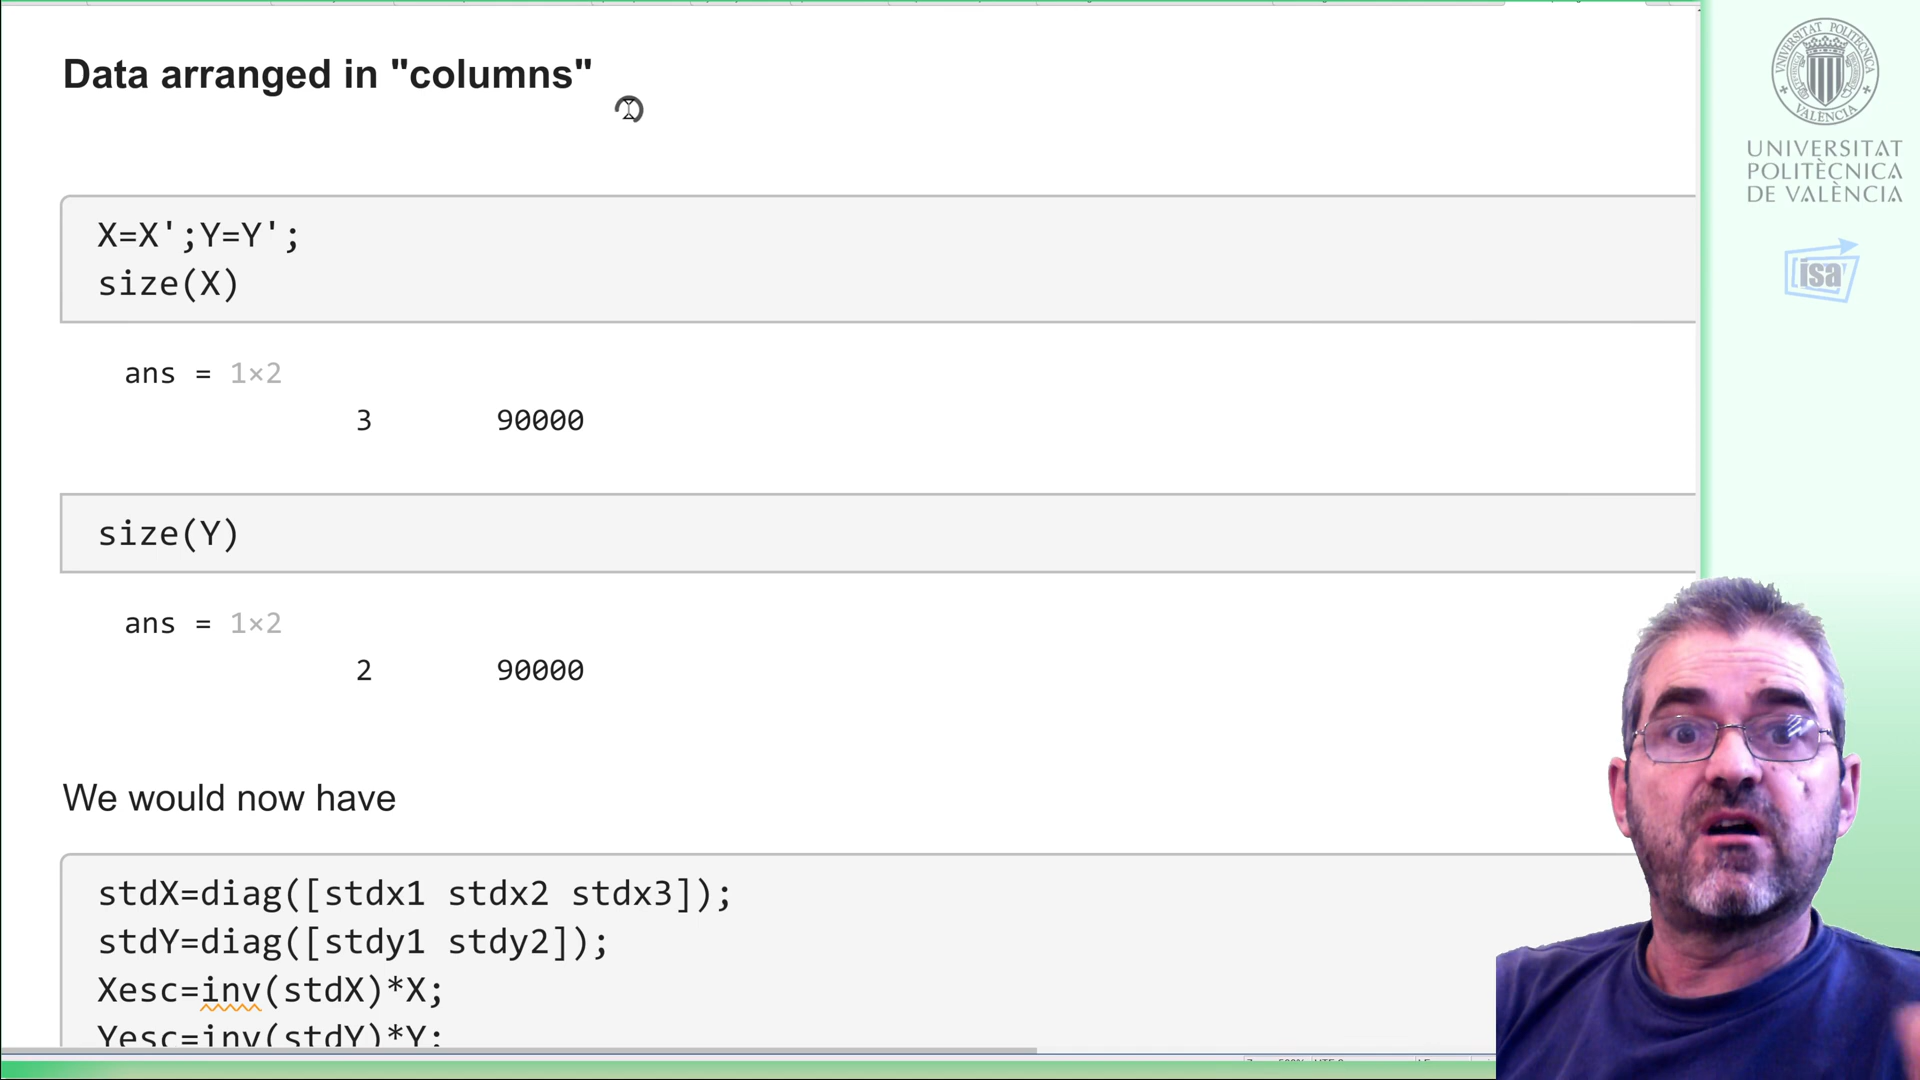 Data arranged in "columns"
X=X';Y=Y';
size(X)
ans = 1×2
3 90000
size(Y)
ans = 1×2
2 90000
We would now have
stdX=diag([stdx1 stdx2 stdx3]);
stdY=diag([stdy1 stdy2]);
Xesc=inv(stdX)*X;
Yesc=inv(stdY)*Y;
UNIVERSITAT
POLITÈCNICA
DE VALÈNCIA
isa